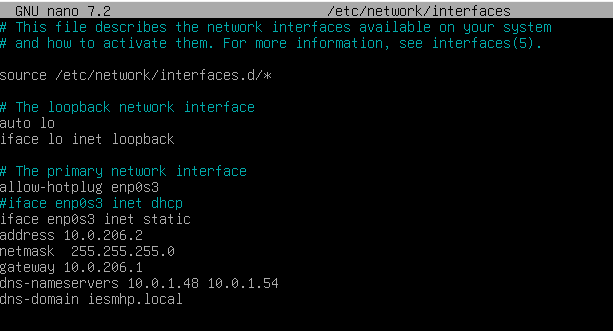 GNU nano 7.2 /etc/network/interfaces
# This file describes the network interfaces available on your system
# and how to activate them. For more information, see interfaces(5).
source /etc/network/interfaces.d/*
# The loopback network interface
auto lo
iface lo inet loopback
# The primary network interface
allow-hotplug enp0s3
#iface enp0s3 inet dhcp
iface enp0s3 inet static
address 10.0.206.2
netmask  255.255.255.0
gateway 10.0.206.1
dns-nameservers 10.0.1.48 10.0.1.54
dns-domain iesmhp.local